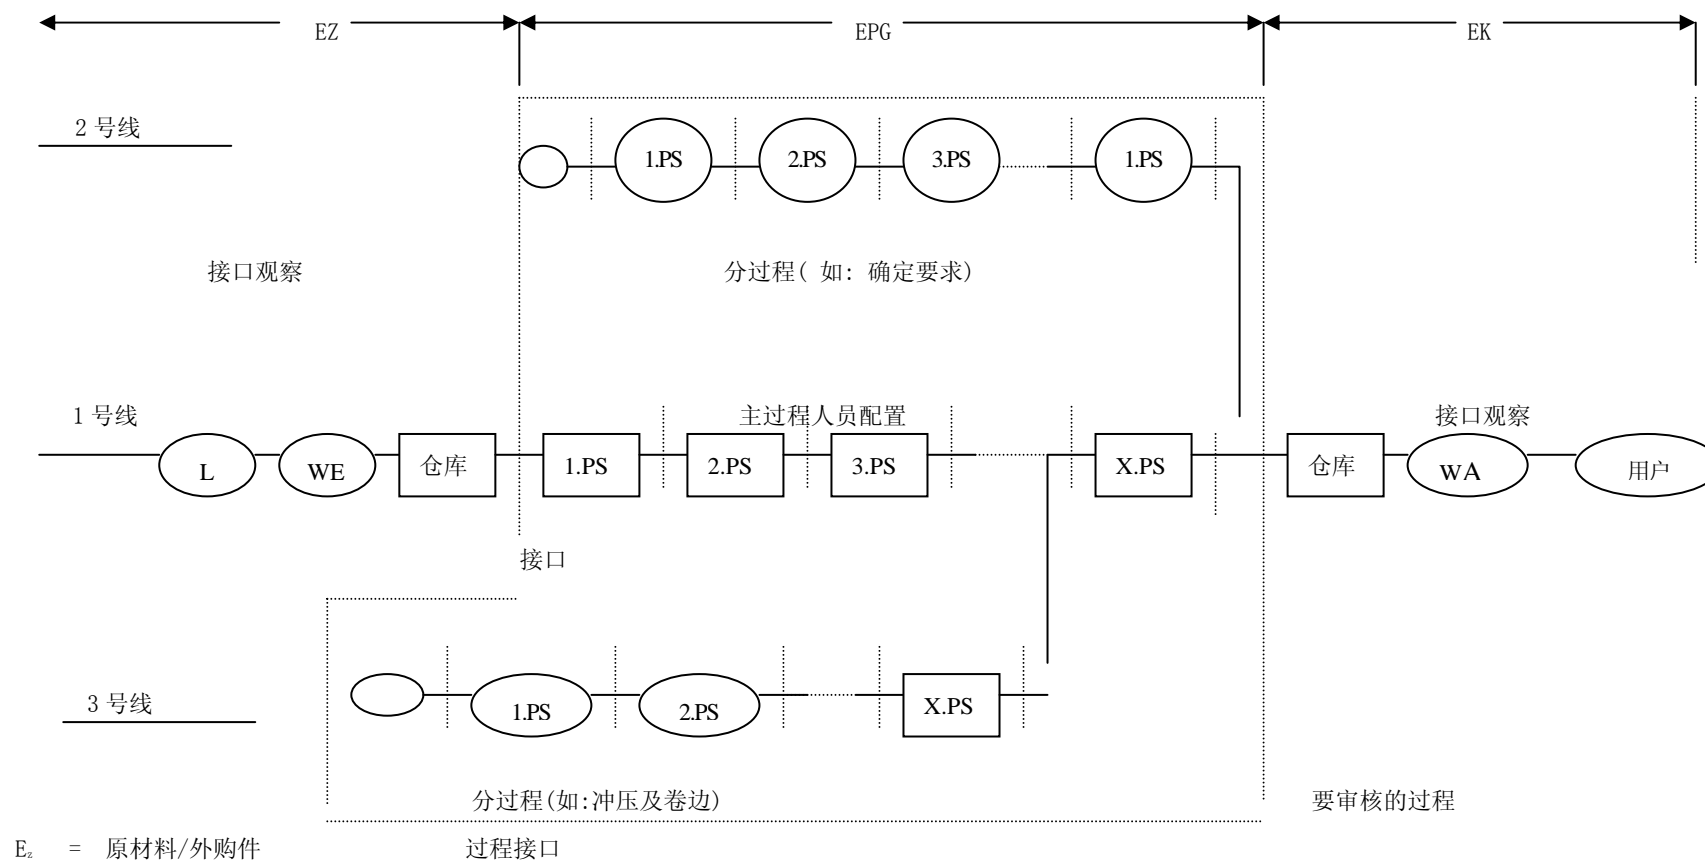 EZ EPG EK
2 号线
1.PS 2.PS 3.PS 1.PS
接口观察 分过程( 如: 确定要求)
1 号线 主过程人员配置 接口观察
L WE 仓库 1.PS 2.PS 3.PS X.PS 仓库 WA 用户
接口
3 号线 1.PS 2.PS X.PS
分过程(如:冲压及卷边) 要审核的过程
Ez = 原材料/外购件 过程接口